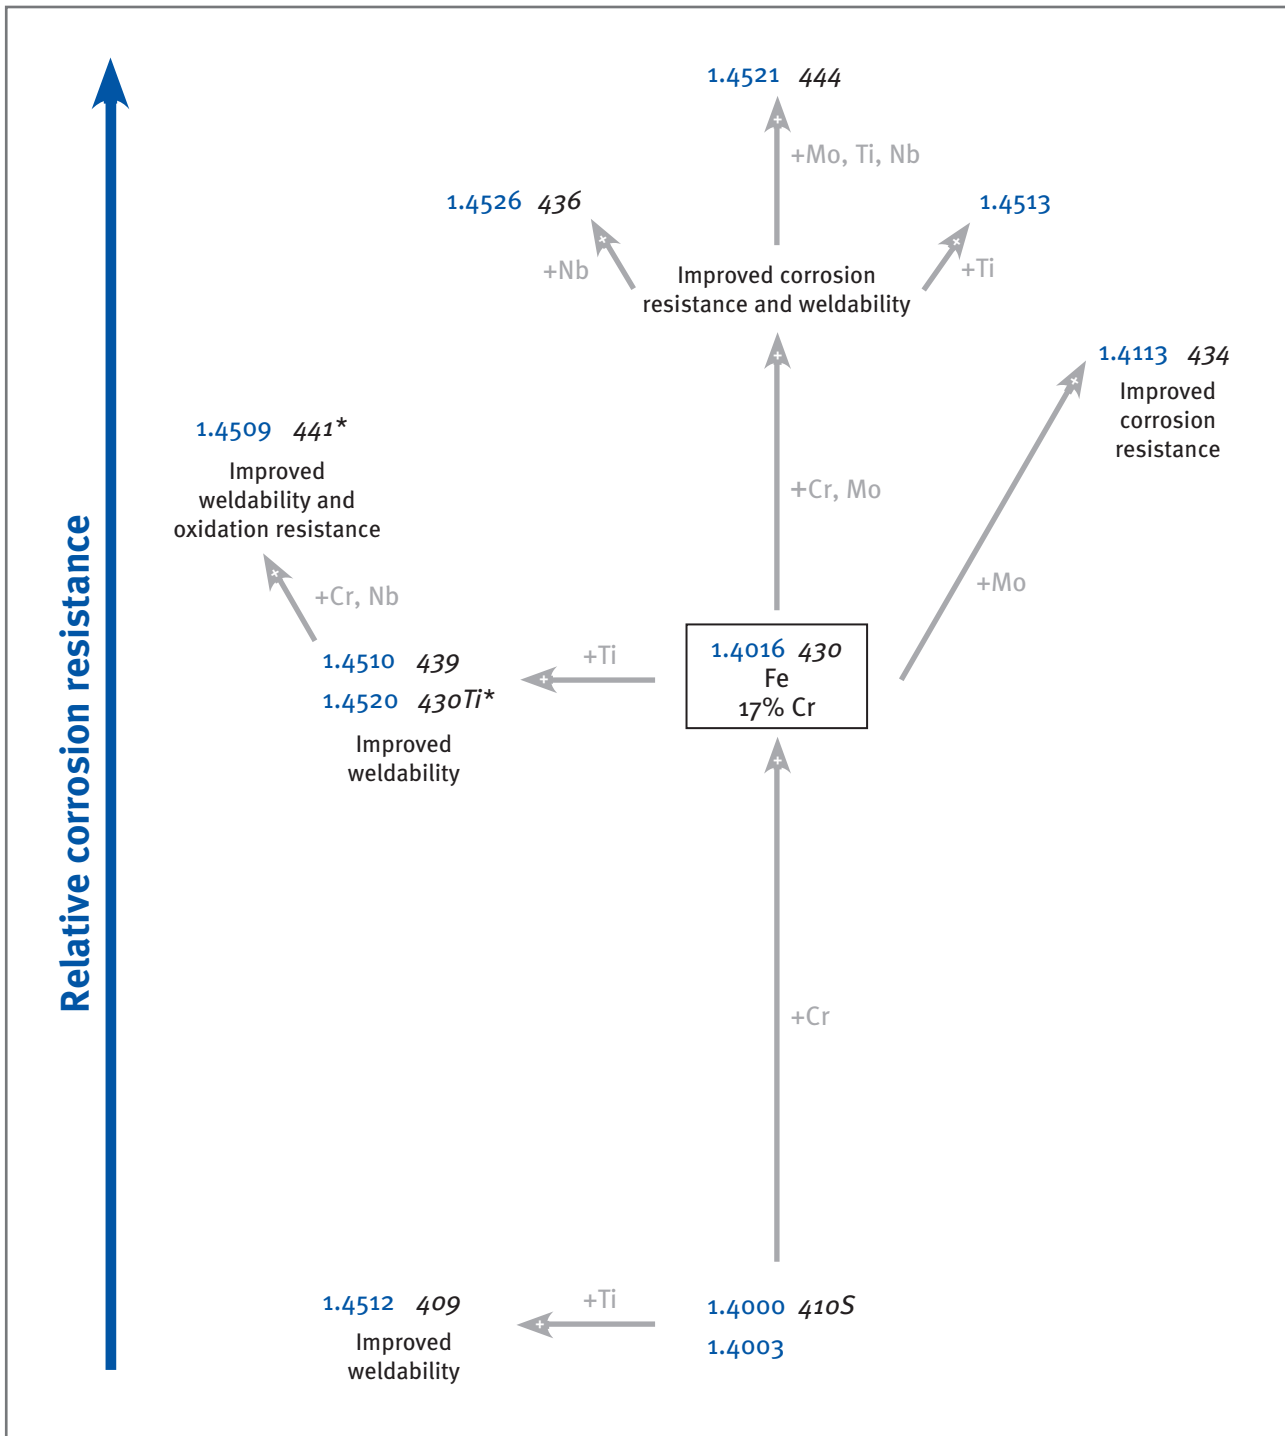 Relative corrosion resistance
1.4521 444
+Mo, Ti, Nb
1.4526 436
1.4513
+Nb
+Ti
Improved corrosion
resistance and weldability
1.4113 434
Improved
corrosion
resistance
1.4509 441*
Improved
weldability and
oxidation resistance
+Cr, Mo
+Mo
+Cr, Nb
1.4510 439
1.4520 430Ti*
Improved
weldability
+Ti
1.4016 430
Fe
17% Cr
+Cr
1.4512 409
Improved
weldability
+Ti
1.4000 410S
1.4003